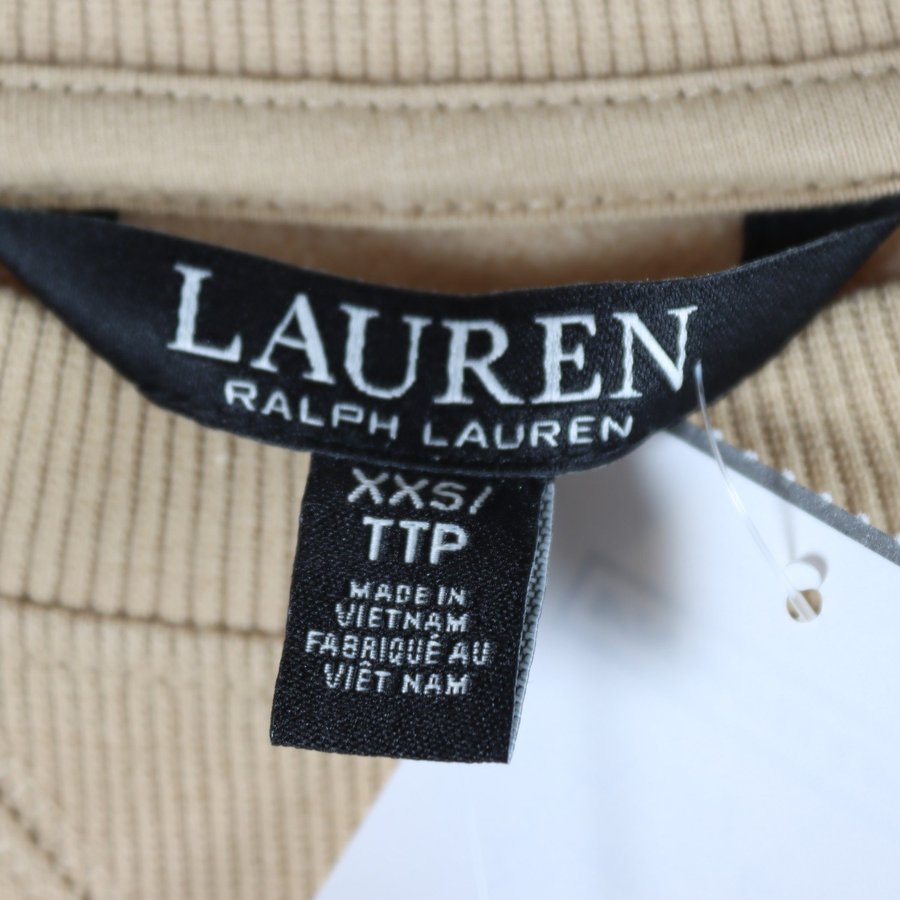 LAUREN
RALPH LAUREN
XXS/
TTP
MADE IN
VIETNAM
FABRIQUÉ AU
VIÊT NAM